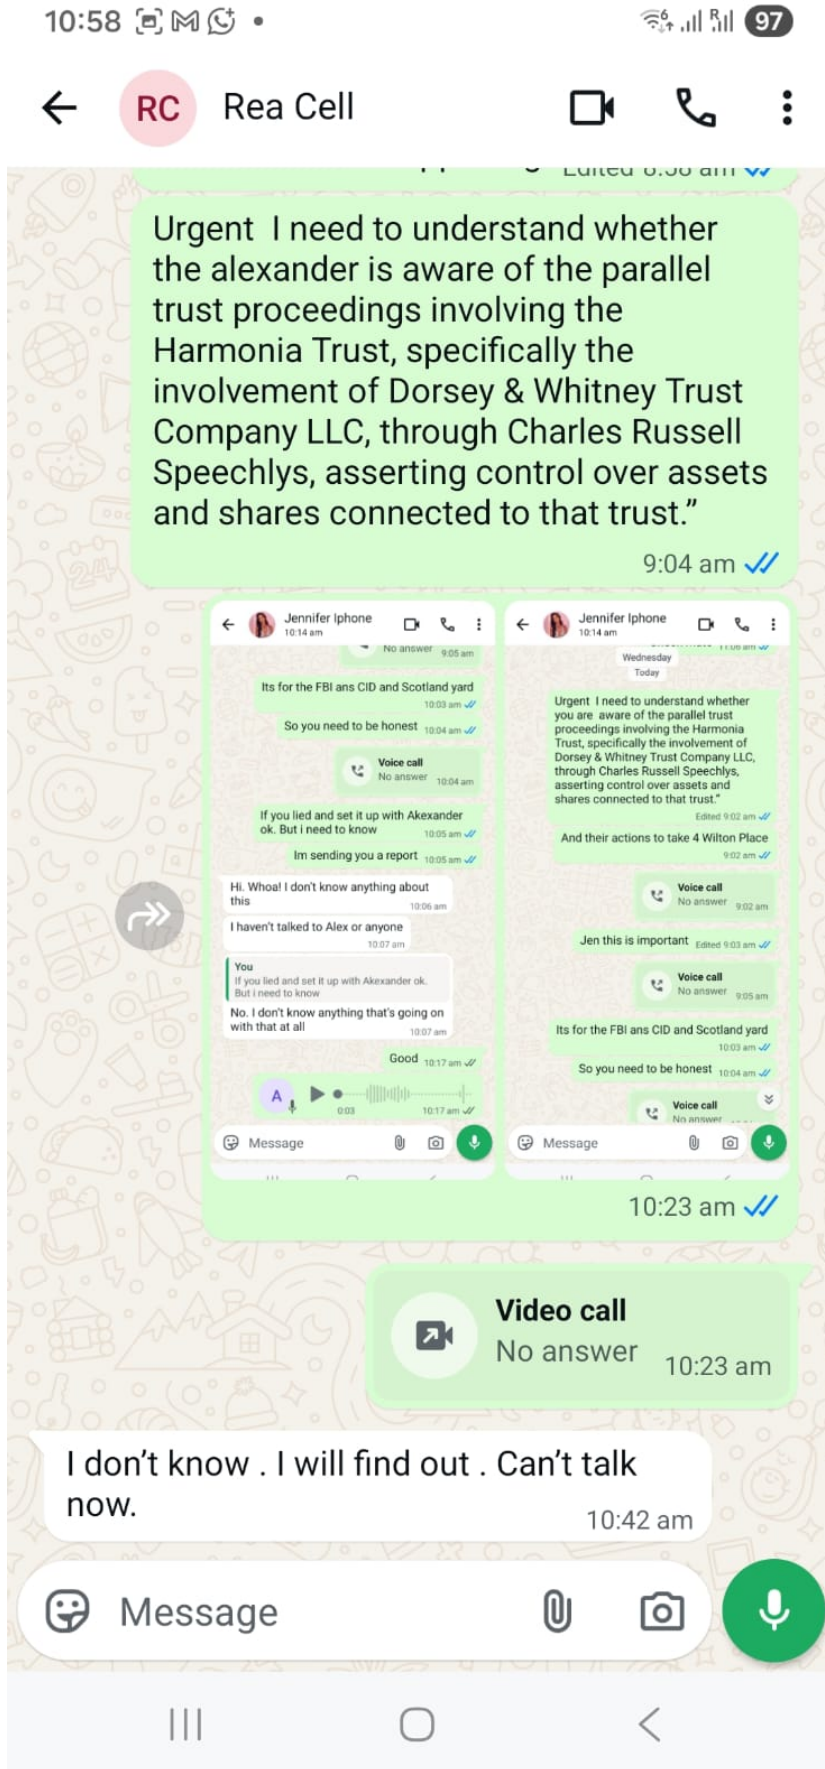 10:58
97
RC Rea Cell
Edited 8:58 am
Urgent  I need to understand whether
the alexander is aware of the parallel
trust proceedings involving the
Harmonia Trust, specifically the
involvement of Dorsey & Whitney Trust
Company LLC, through Charles Russell
Speechlys, asserting control over assets
and shares connected to that trust.”
9:04 am
Jennifer Iphone
10:14 am
No answer 9:05 am
Its for the FBI ans CID and Scotland yard
10:03 am
So you need to be honest 10:04 am
Voice call
No answer 10:04 am
If you lied and set it up with Akexander
ok. But i need to know 10:05 am
Im sending you a report 10:05 am
Hi. Whoa! I don't know anything about
this 10:06 am
I haven't talked to Alex or anyone
10:07 am
You
If you lied and set it up with Akexander ok.
But i need to know
No. I don't know anything that's going on
with that at all 10:07 am
Good 10:17 am
A
0:03 10:17 am
Message
Jennifer Iphone
10:14 am
11:06 am
Wednesday
Today
Urgent  I need to understand whether
you are  aware of the parallel trust
proceedings involving the Harmonia
Trust, specifically the involvement of
Dorsey & Whitney Trust Company LLC,
through Charles Russell Speechlys,
asserting control over assets and
shares connected to that trust.”
Edited 9:02 am
And their actions to take 4 Wilton Place
9:02 am
Voice call
No answer 9:02 am
Jen this is important Edited 9:03 am
Voice call
No answer 9:05 am
Its for the FBI ans CID and Scotland yard
10:03 am
So you need to be honest 10:04 am
Voice call
No answer
Message
10:23 am
Video call
No answer 10:23 am
I don’t know . I will find out . Can’t talk
now.
10:42 am
Message